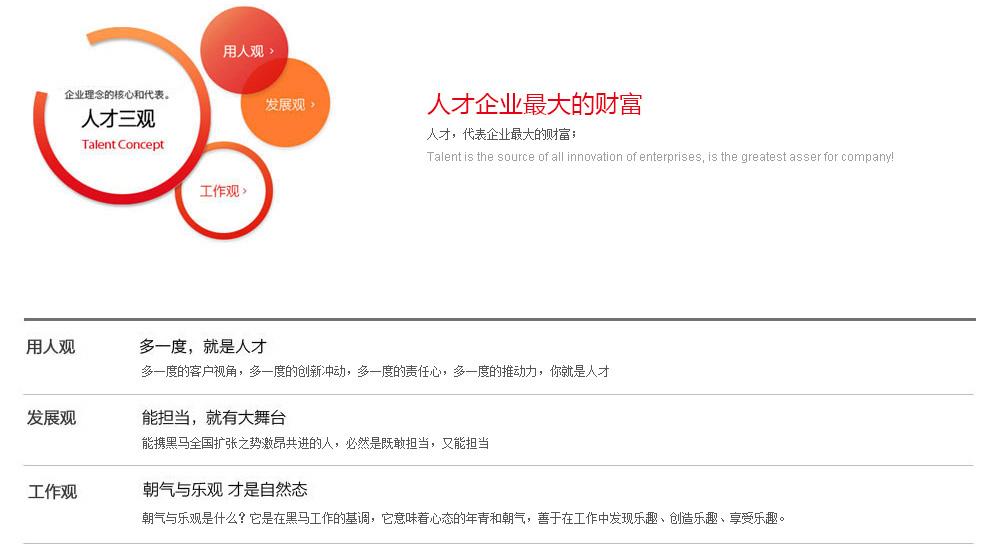 用人观 ›
发展观 ›
企业理念的核心和代表。
人才三观
Talent Concept
工作观 ›
人才企业最大的财富
人才，代表企业最大的财富；
Talent is the source of all innovation of enterprises, is the greatest asser for company!
用人观
多一度，就是人才
多一度的客户视角，多一度的创新冲动，多一度的责任心，多一度的推动力，你就是人才
发展观
能担当，就有大舞台
能携黑马全国扩张之势激昂共进的人，必然是既敢担当，又能担当
工作观
朝气与乐观 才是自然态
朝气与乐观是什么？它是在黑马工作的基调，它意味着心态的年青和朝气，善于在工作中发现乐趣、创造乐趣、享受乐趣。